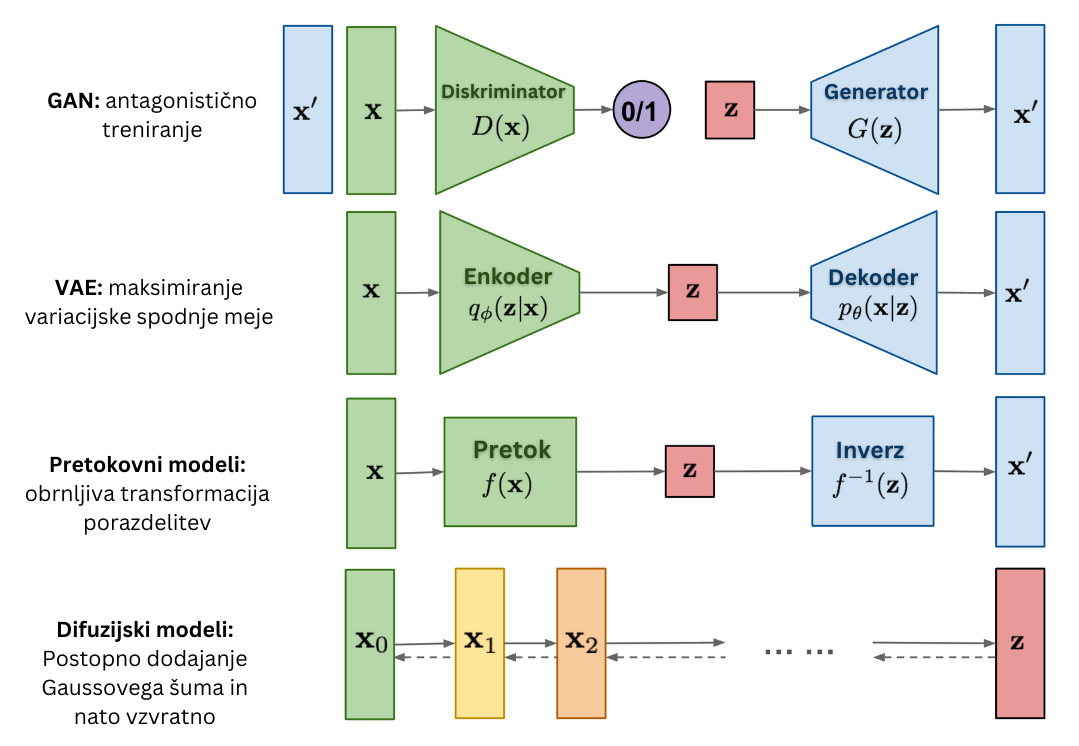 GAN: antagonistično
treniranje
x′
x
Diskriminator
D(x)
0/1
z
Generator
G(z)
x′
VAE: maksimiranje
variacijske spodnje meje
x
Enkoder
qϕ(z|x)
z
Dekoder
pθ(x|z)
x′
Pretokovni modeli:
obrnljiva transformacija
porazdelitev
x
Pretok
f(x)
z
Inverz
f⁻¹(z)
x′
Difuzijski modeli:
Postopno dodajanje
Gaussovega šuma in
nato vzvratno
x₀
x₁
x₂
... ...
z